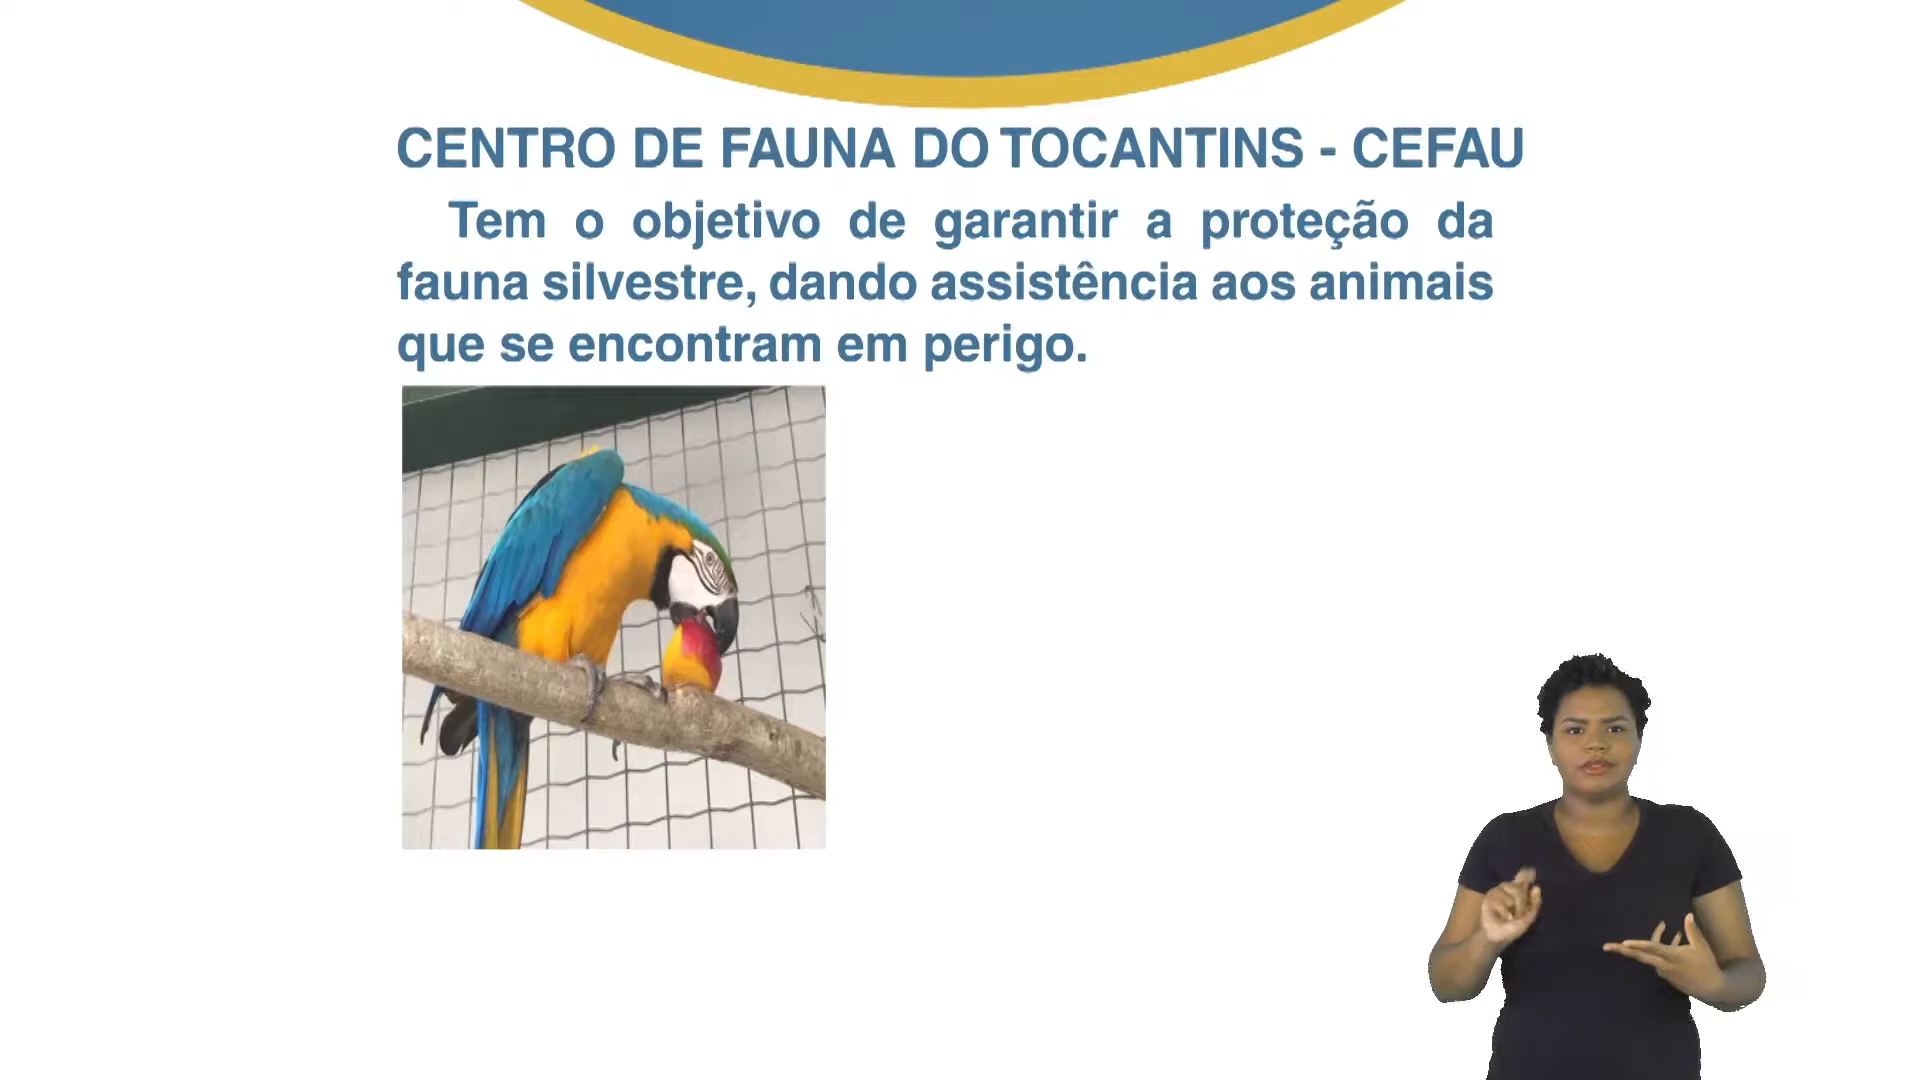 CENTRO DE FAUNA DO TOCANTINS - CEFAU
Tem o objetivo de garantir a proteção da
fauna silvestre, dando assistência aos animais
que se encontram em perigo.